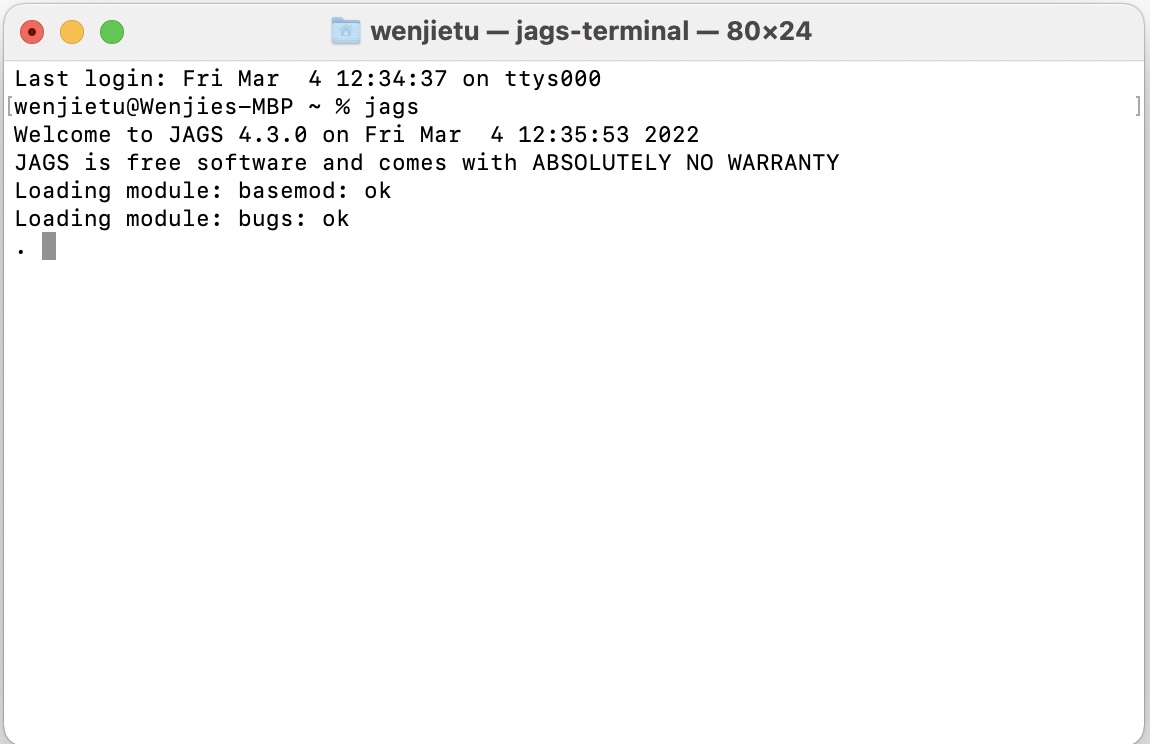 wenjietu — jags-terminal — 80×24
Last login: Fri Mar  4 12:34:37 on ttys000
[wenjietu@Wenjies-MBP ~ % jags ]
Welcome to JAGS 4.3.0 on Fri Mar  4 12:35:53 2022
JAGS is free software and comes with ABSOLUTELY NO WARRANTY
Loading module: basemod: ok
Loading module: bugs: ok
.